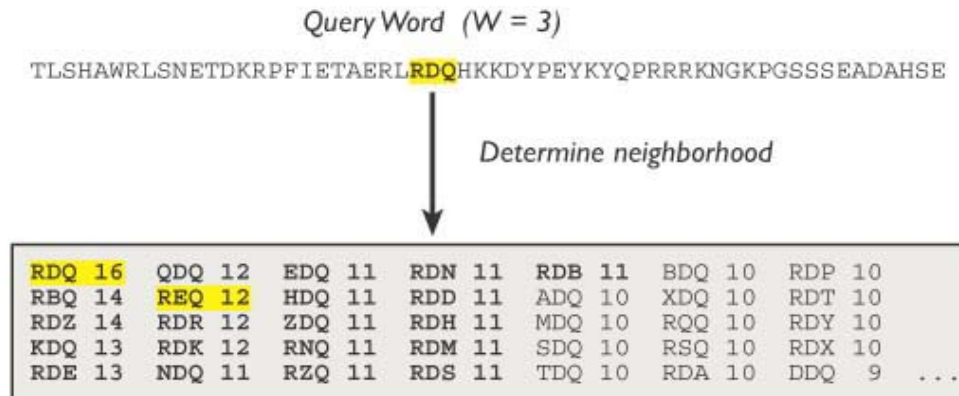 Query Word (W = 3)
TLSHAWRLSNETDKRPFIETAERLRDQHKKDYPEYKYQPRRRKNGKPGSSSEADAHSE
Determine neighborhood
RDQ 16 QDQ 12 EDQ 11 RDN 11 RDB 11 BDQ 10 RDP 10
RBQ 14 REQ 12 HDQ 11 RDD 11 ADQ 10 XDQ 10 RDT 10
RDZ 14 RDR 12 ZDQ 11 RDH 11 MDQ 10 RQQ 10 RDY 10
KDQ 13 RDK 12 RNQ 11 RDM 11 SDQ 10 RSQ 10 RDX 10
RDE 13 NDQ 11 RZQ 11 RDS 11 TDQ 10 RDA 10 DDQ 9 ...